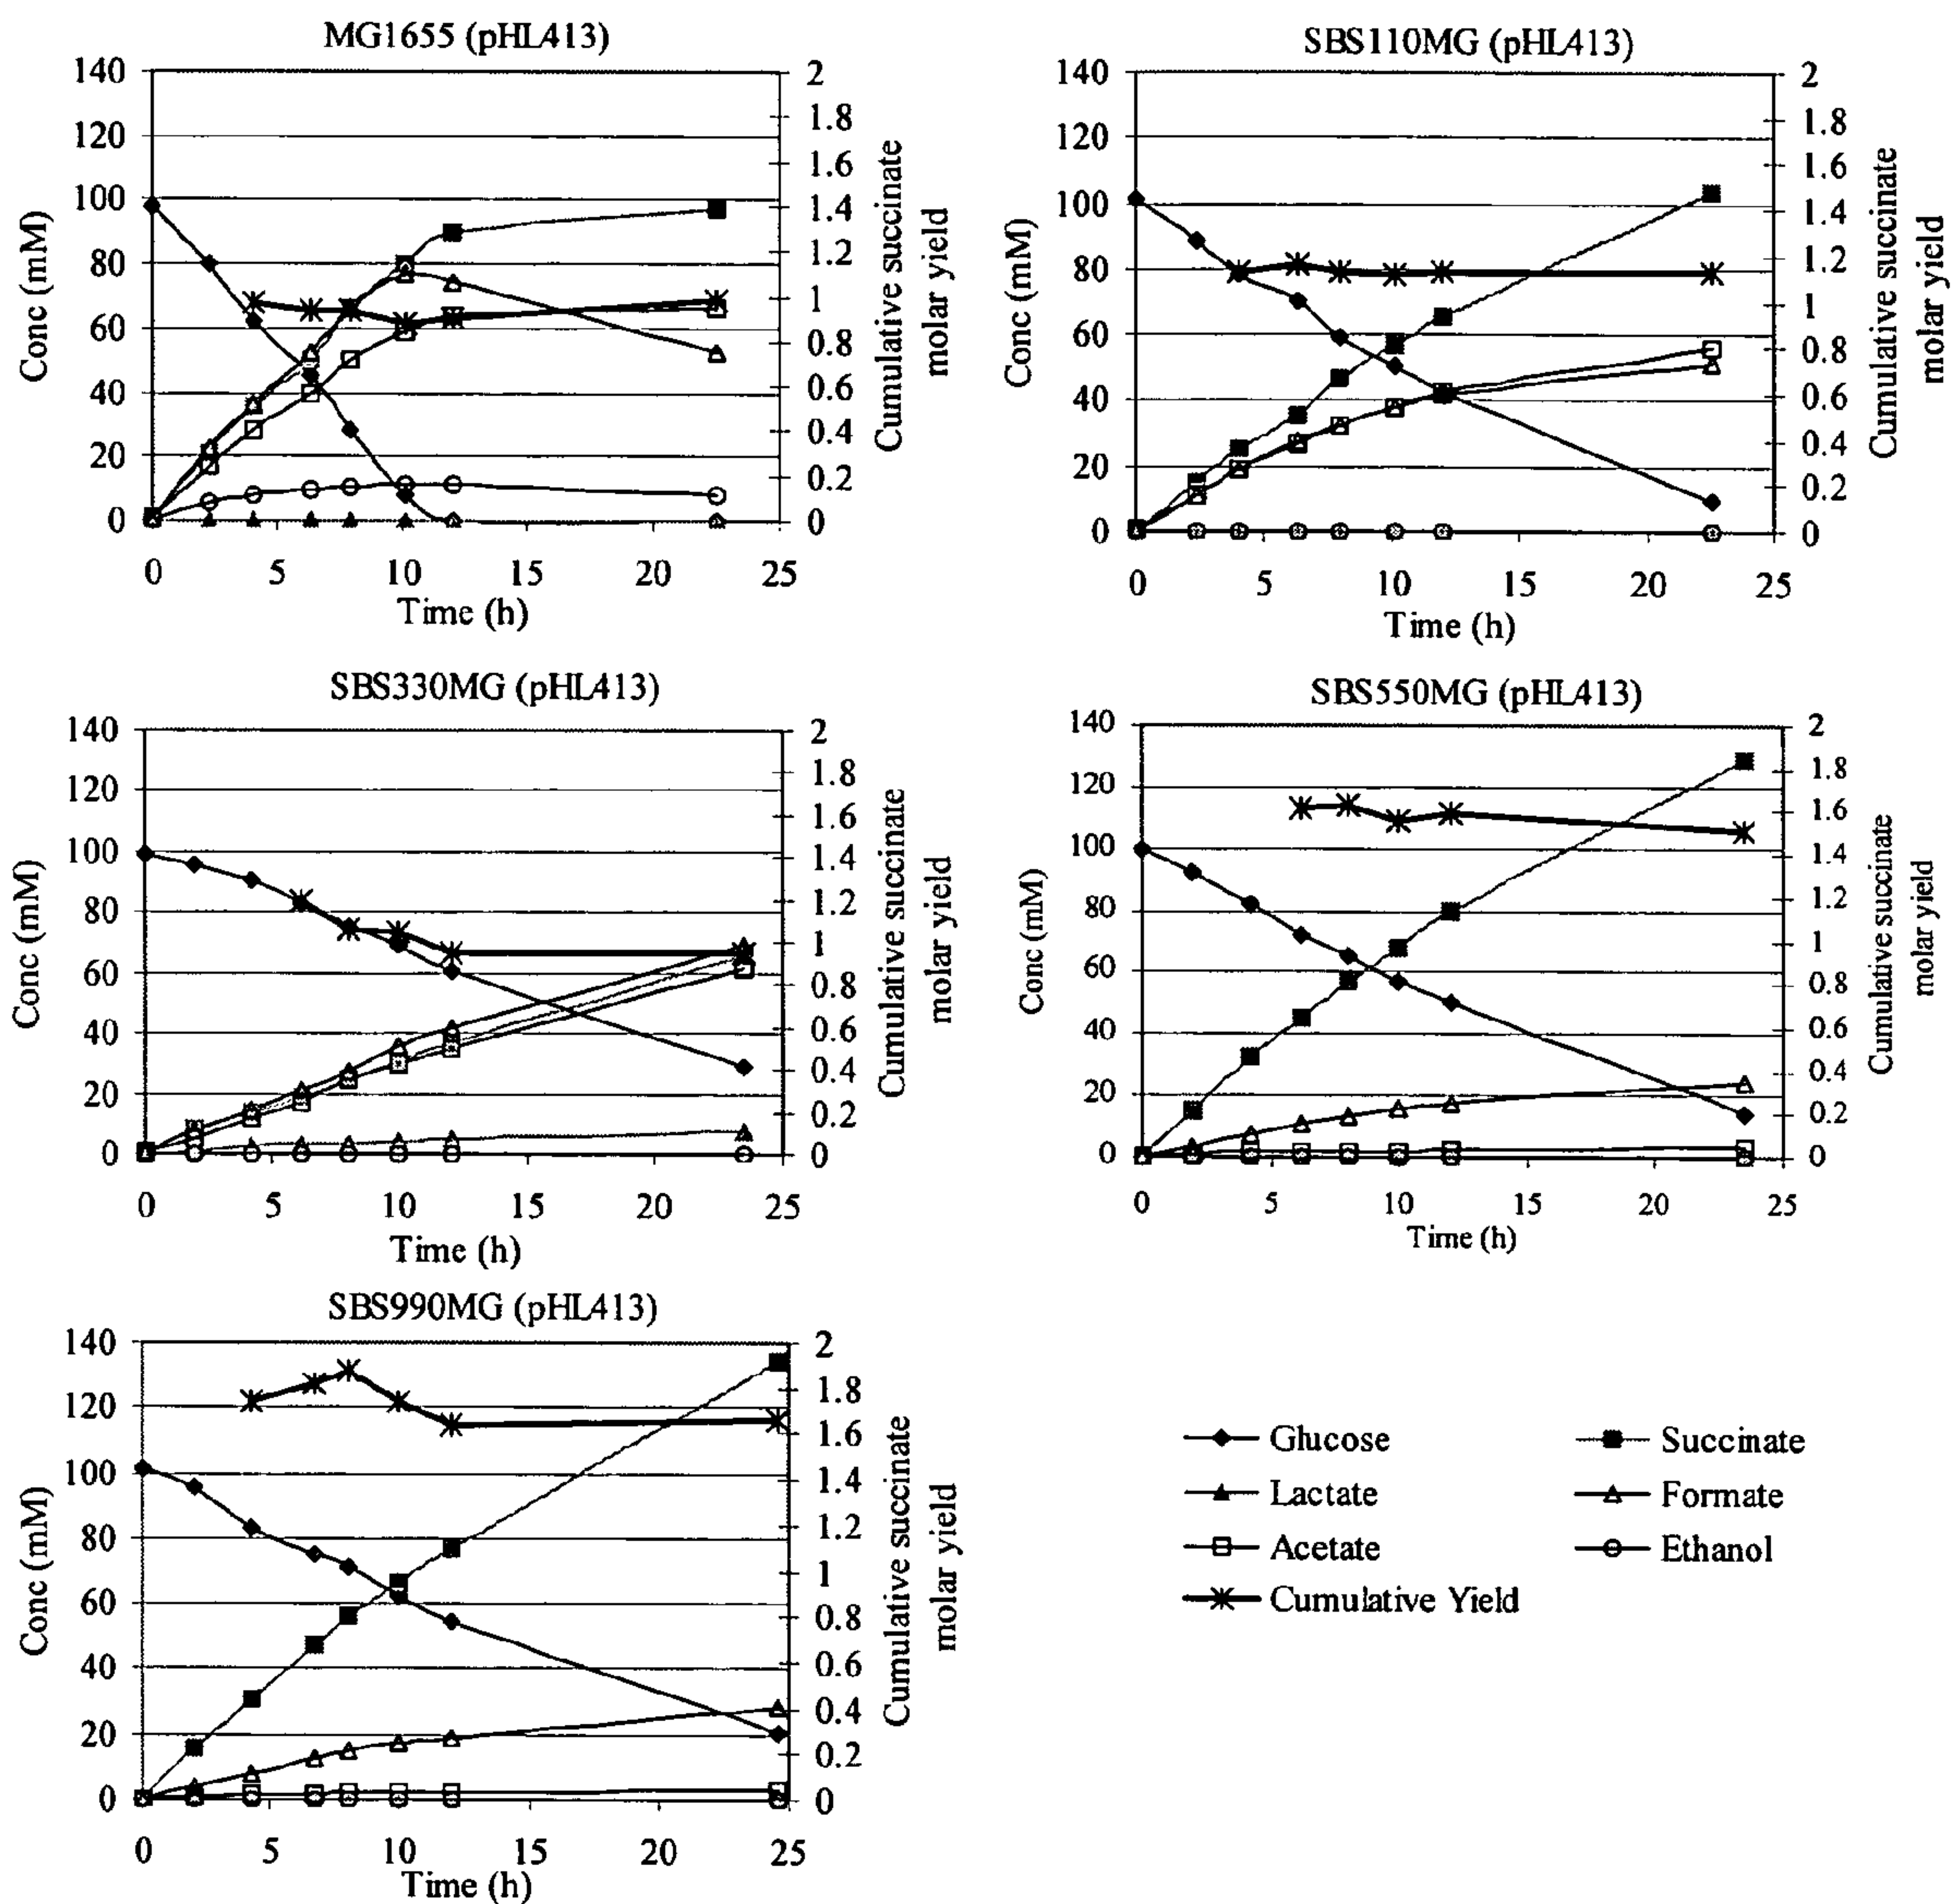 MG1655 (pHL413)
140
120
100
80
60
40
20
0
Conc (mM)
2
1.8
1.6
1.4
1.2
1
0.8
0.6
0.4
0.2
0
Cumulative succinate
molar yield
0 5 10 15 20 25
Time (h)
SBS110MG (pHL413)
140
120
100
80
60
40
20
0
Conc (mM)
2
1.8
1.6
1.4
1.2
1
0.8
0.6
0.4
0.2
0
Cumulative succinate
molar yield
0 5 10 15 20 25
Time (h)
SBS330MG (pHL413)
140
120
100
80
60
40
20
0
Conc (mM)
2
1.8
1.6
1.4
1.2
1
0.8
0.6
0.4
0.2
0
Cumulative succinate
molar yield
0 5 10 15 20 25
Time (h)
SBS550MG (pHL413)
140
120
100
80
60
40
20
0
Conc (mM)
2
1.8
1.6
1.4
1.2
1
0.8
0.6
0.4
0.2
0
Cumulative succinate
molar yield
0 5 10 15 20 25
Time (h)
SBS990MG (pHL413)
140
120
100
80
60
40
20
0
Conc (mM)
2
1.8
1.6
1.4
1.2
1
0.8
0.6
0.4
0.2
0
Cumulative succinate
molar yield
0 5 10 15 20 25
Time (h)
Glucose Succinate
Lactate Formate
Acetate Ethanol
Cumulative Yield